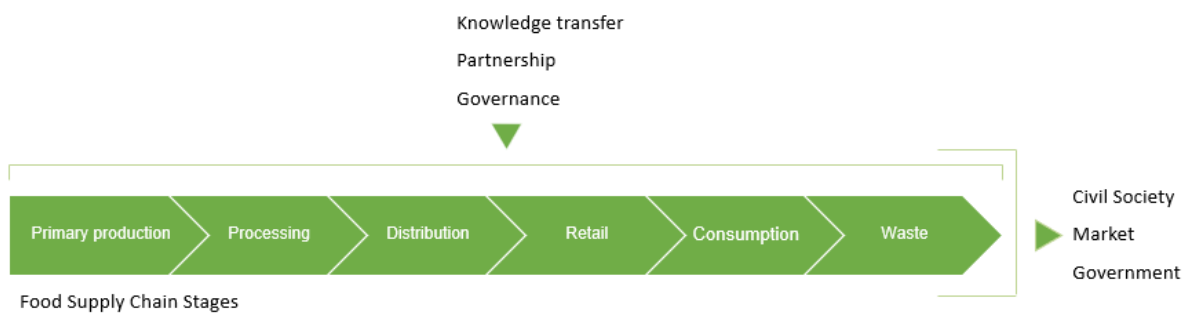 Knowledge transfer
Partnership
Governance
Primary production
Processing
Distribution
Retail
Consumption
Waste
Civil Society
Market
Government
Food Supply Chain Stages